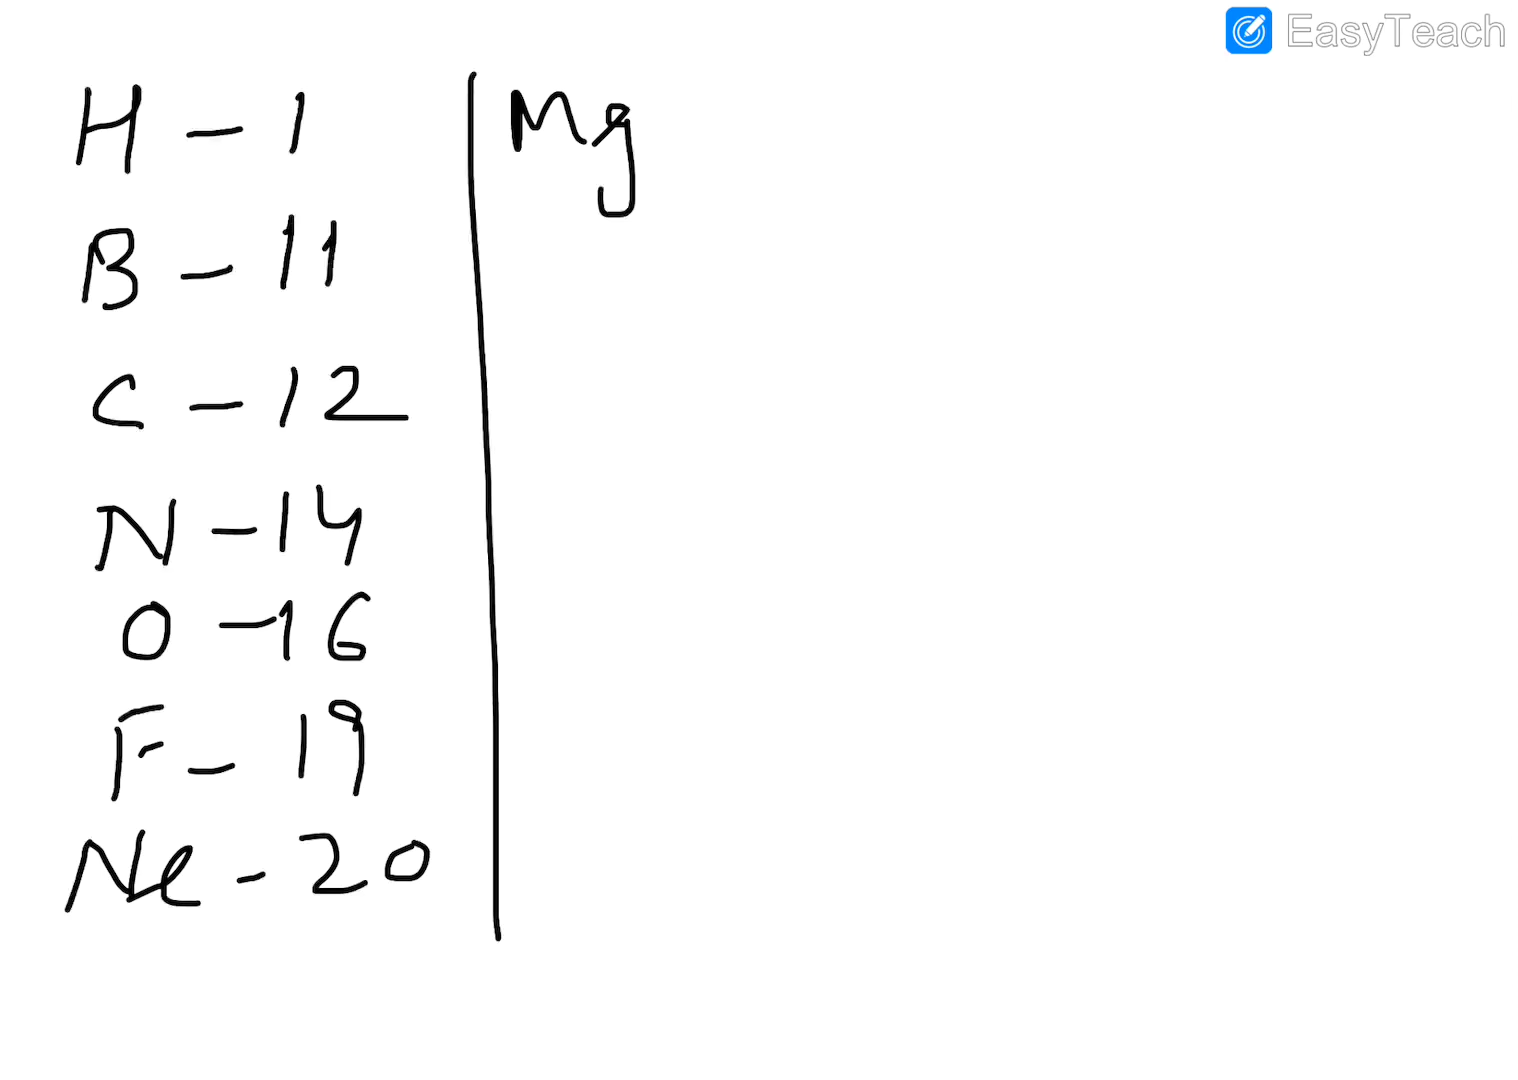 EasyTeach
H - 1
B - 11
C - 12
N - 14
O - 16
F - 19
Ne - 20
Mg